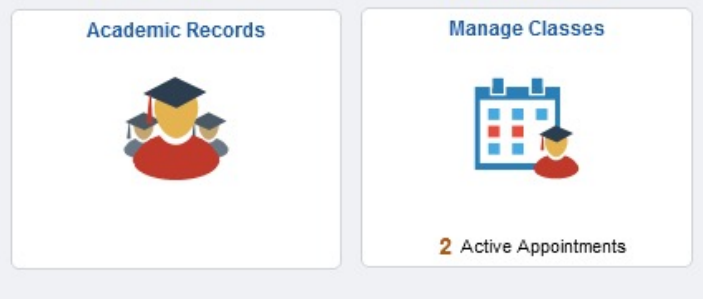 Academic Records
Manage Classes
2 Active Appointments